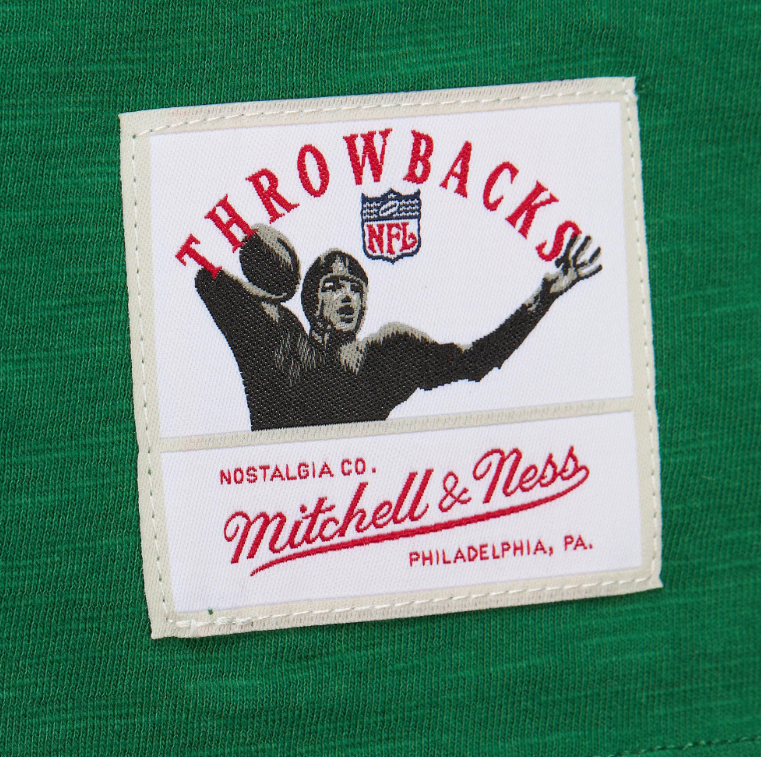 THROWBACKS
NFL
NOSTALGIA CO.
Mitchell & Ness
PHILADELPHIA, PA.